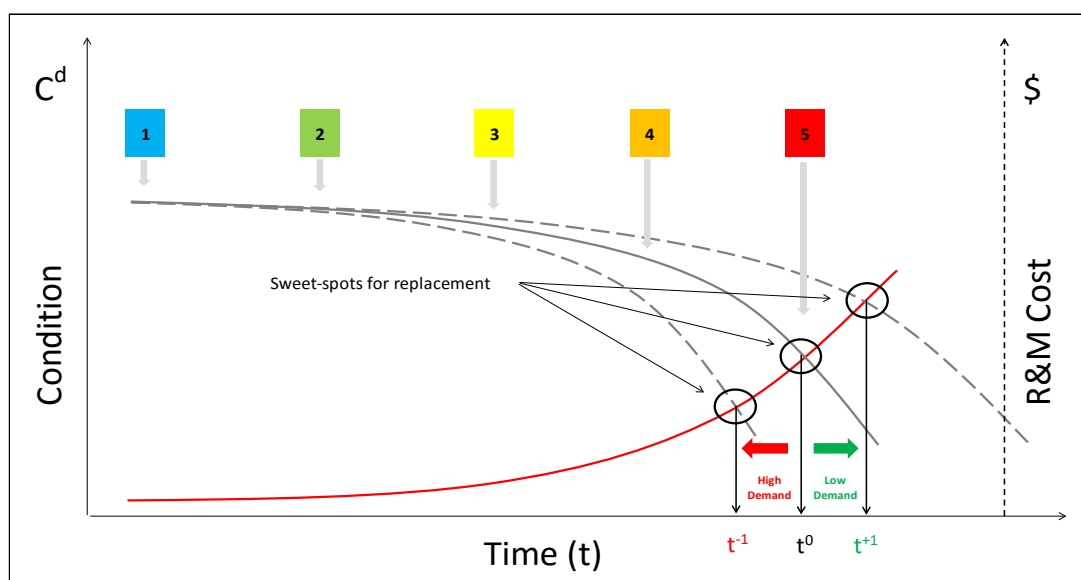 C^d
$
1
2
3
4
5
Sweet-spots for replacement
Condition
R&M Cost
High
Demand
Low
Demand
Time (t)
t^-1
t^0
t^+1